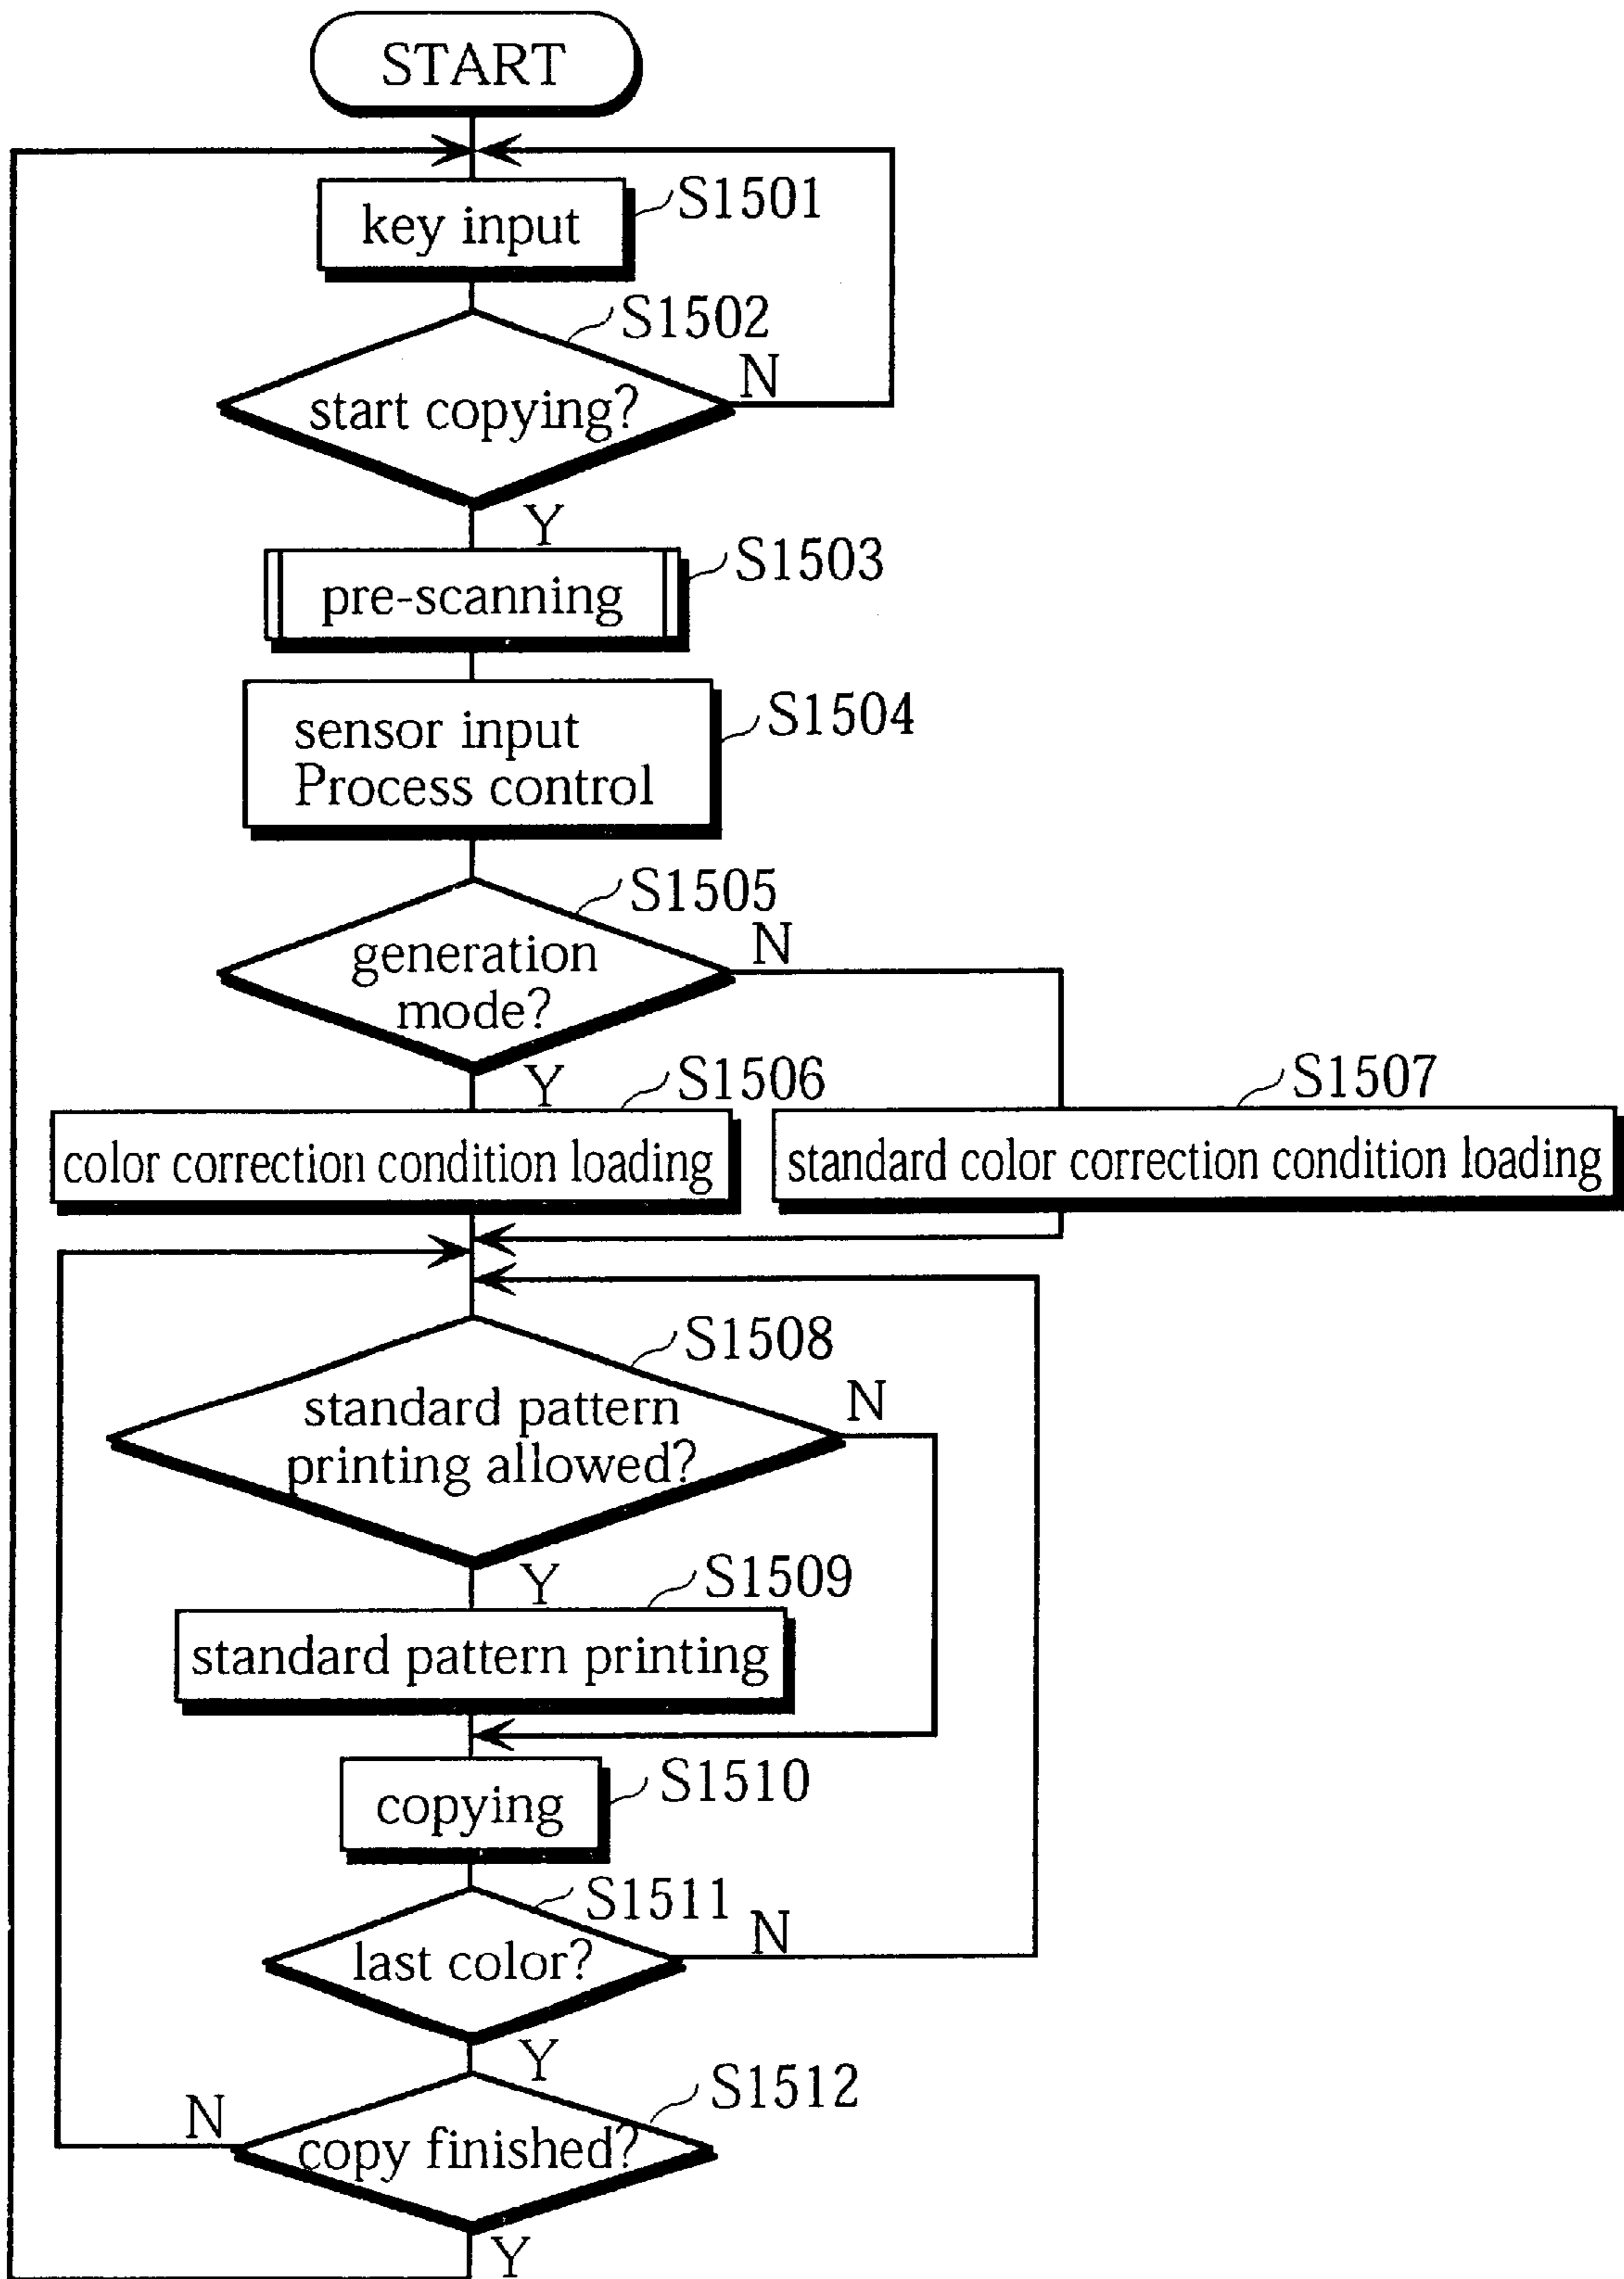 START
S1501
key input
S1502
N
start copying?
Y
S1503
pre-scanning
S1504
sensor input
Process control
S1505
N
generation
mode?
Y
S1506
S1507
color correction condition loading
standard color correction condition loading
S1508
N
standard pattern
printing allowed?
Y
S1509
standard pattern printing
S1510
copying
S1511
N
last color?
Y
S1512
N
copy finished?
Y